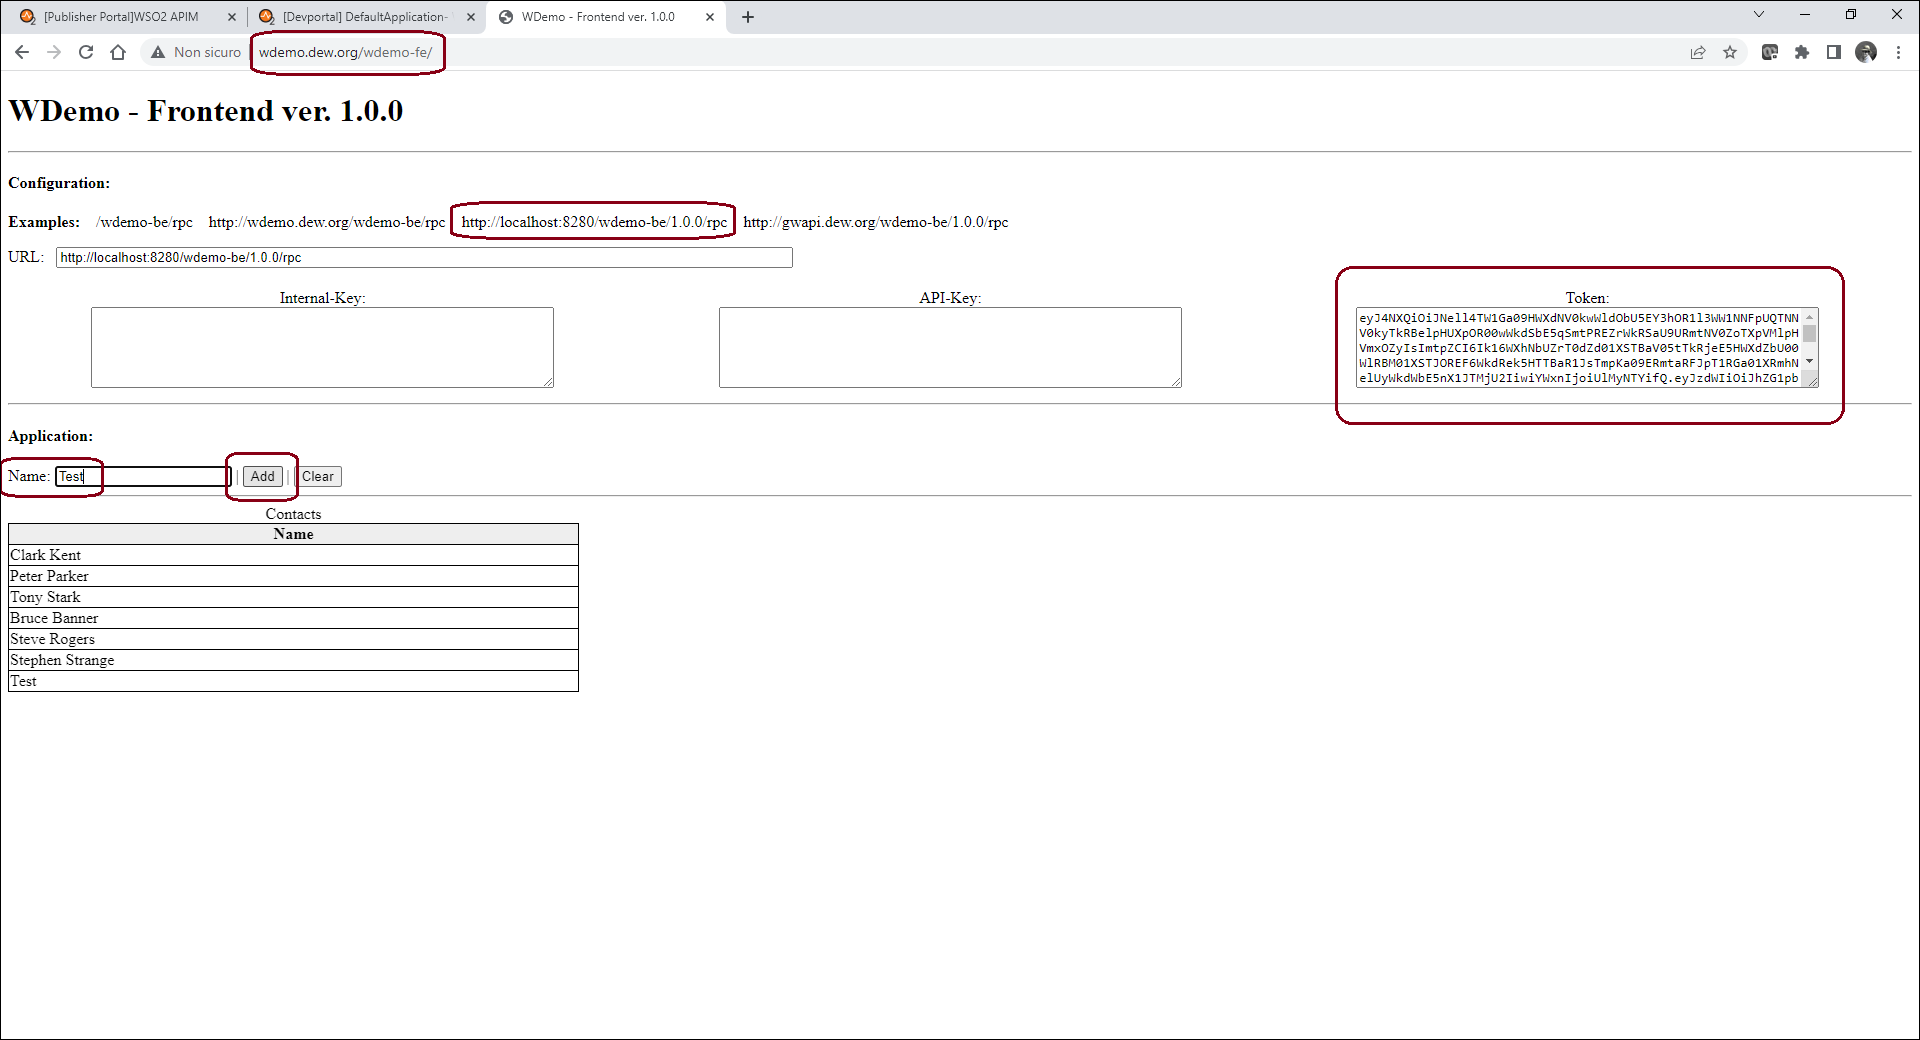 [Publisher Portal]WSO2 APIM
[Devportal] DefaultApplication-
WDemo - Frontend ver. 1.0.0
Non sicuro
wdemo.dew.org/wdemo-fe/
WDemo - Frontend ver. 1.0.0
Configuration:
Examples: /wdemo-be/rpc http://wdemo.dew.org/wdemo-be/rpc http://localhost:8280/wdemo-be/1.0.0/rpc http://gwapi.dew.org/wdemo-be/1.0.0/rpc
URL: http://localhost:8280/wdemo-be/1.0.0/rpc
Internal-Key: API-Key: Token:
eyJ4NXQiOiJNell4TW1Ga09HWXdNV0kwWldObU5EY3hOR1l3WW1NNFpUQTNN
V0kyTkRBelpHUXpOR00wWkdSbE5qSmtPREZrWkRSaU9URmtNV0ZoTXpVMlpH
VmxOZyIsImtpZCI6Ik16WXhNbUZrT0dZd01XSTBaV05tTkRjeE5HWXdZbU00
WlRBM01XSTJOREF6WkdRek5HTTBaR1JsTmpKa09ERmtaRFJpT1RGa01XRmhN
elUyWkdWbE5nX1JTMjU2IiwiYWxnIjoiUlMyNTYifQ.eyJzdWIiOiJhZG1pb
Application:
Name: Test | Add | Clear
Contacts
Name
Clark Kent
Peter Parker
Tony Stark
Bruce Banner
Steve Rogers
Stephen Strange
Test